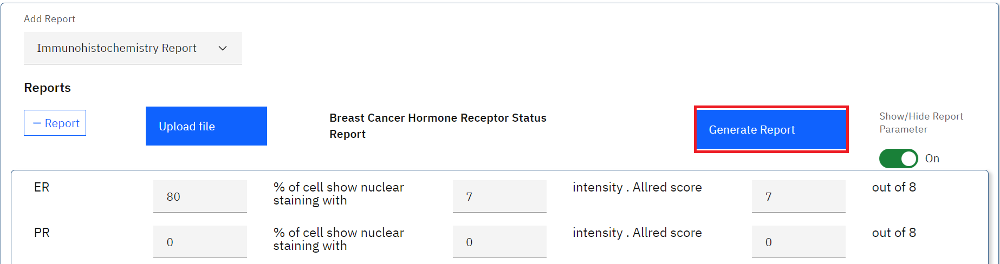 Add Report
Immunohistochemistry Report
Reports
− Report
Upload file
Breast Cancer Hormone Receptor Status
Report
Generate Report
Show/Hide Report
Parameter
On
ER
80
% of cell show nuclear
staining with
7
intensity . Allred score
7
out of 8
PR
0
% of cell show nuclear
staining with
0
intensity . Allred score
0
out of 8